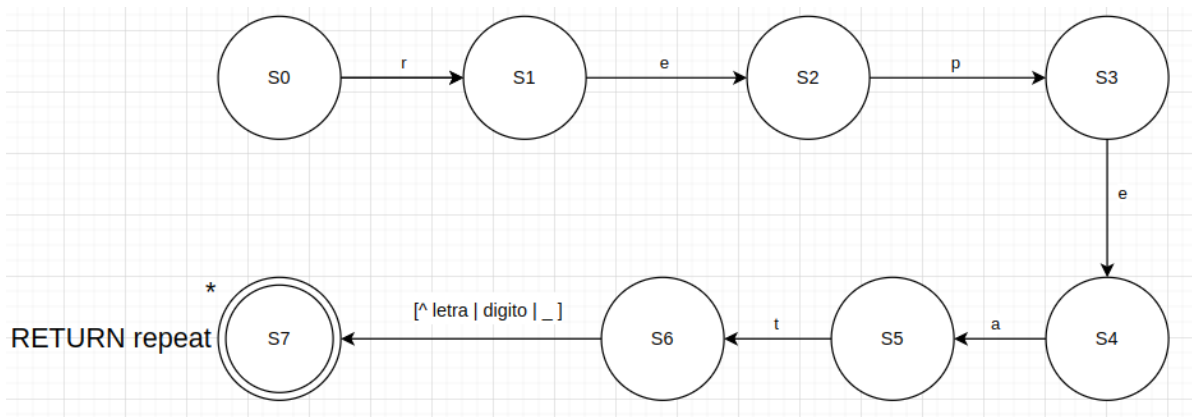 S0 r S1 e S2 p S3
e
*
RETURN repeat S7 [^ letra | digito | _ ] S6 t S5 a S4